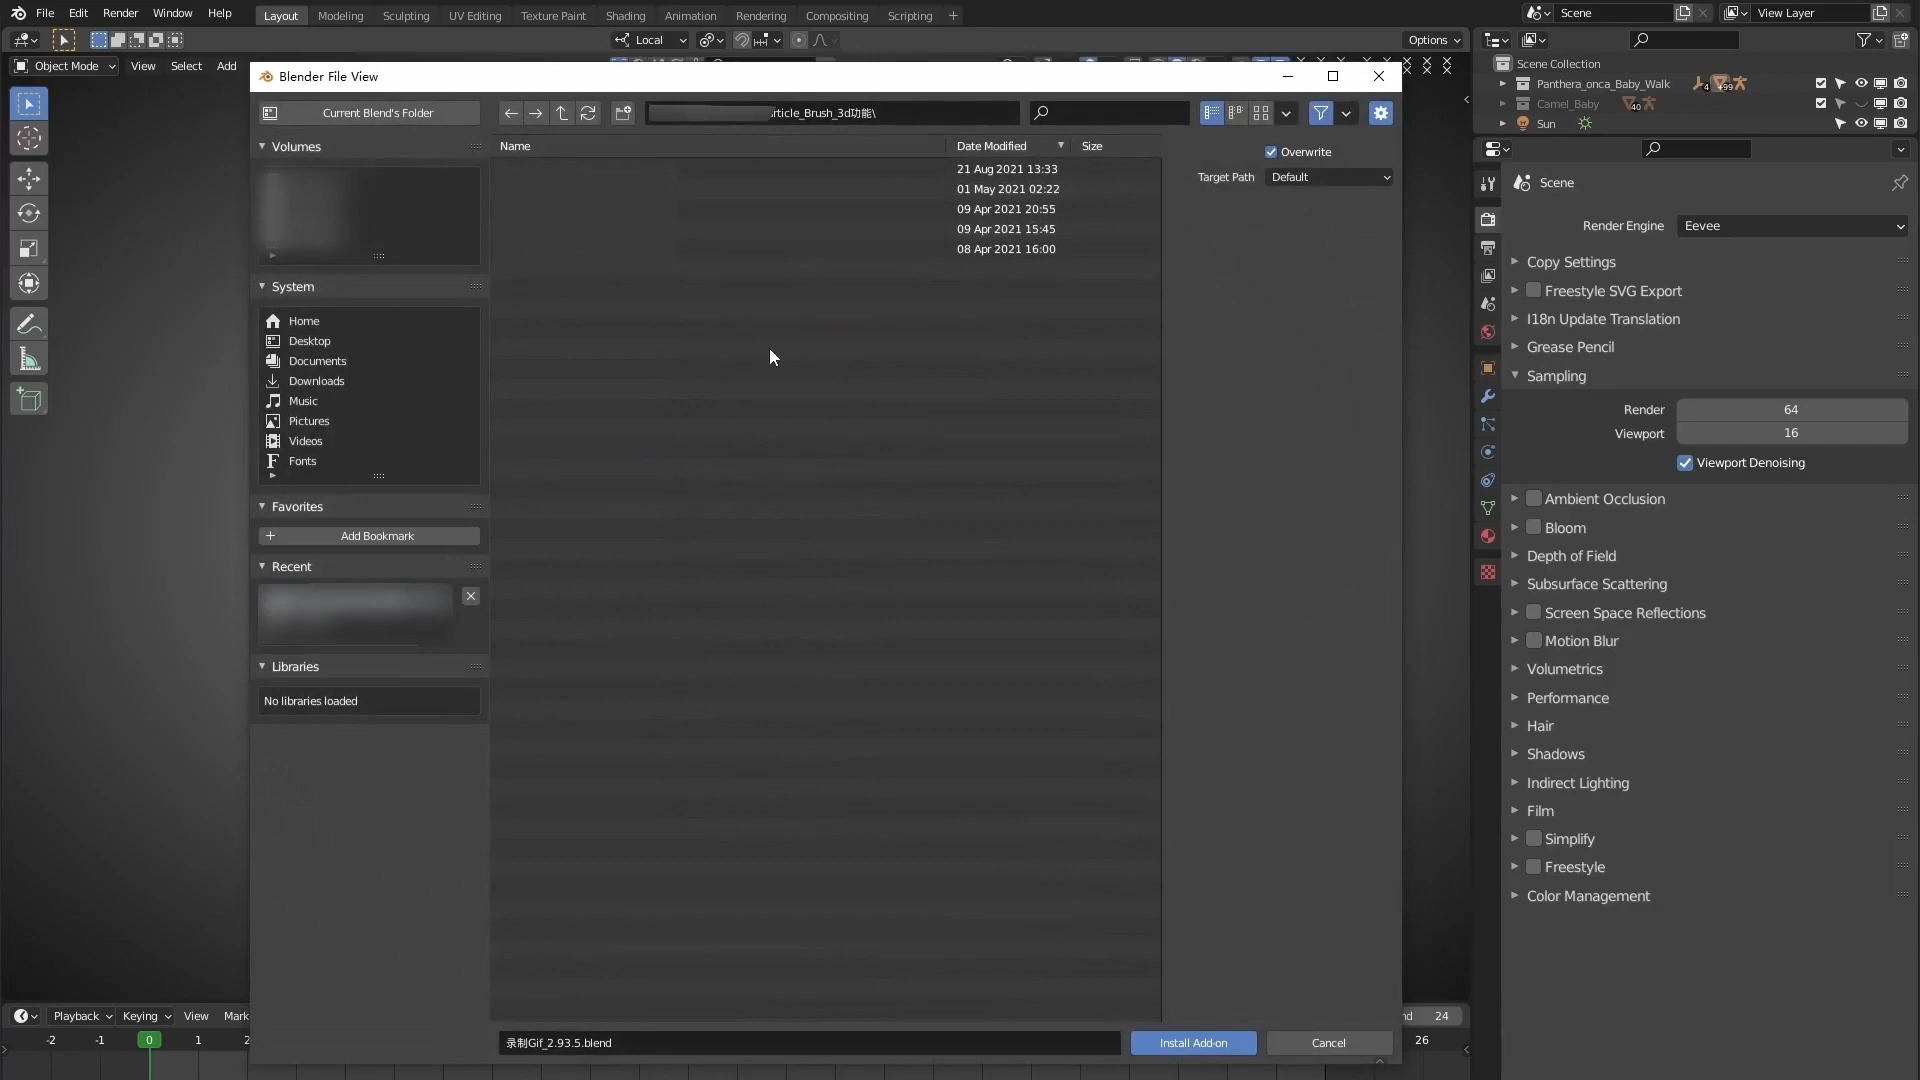 File Edit Render Window Help
Layout Modeling Sculpting UV Editing Texture Paint Shading Animation Rendering Compositing Scripting +
Scene
View Layer
Local
Options
Object Mode View Select Add
Blender File View
Current Blend's Folder
rticle_Brush_3d功能\
Volumes
Name Date Modified Size
21 Aug 2021 13:33
01 May 2021 02:22
09 Apr 2021 20:55
09 Apr 2021 15:45
08 Apr 2021 16:00
Overwrite
Target Path Default
System
Home
Desktop
Documents
Downloads
Music
Pictures
Videos
Fonts
Favorites
Add Bookmark
Recent
Libraries
No libraries loaded
录制Gif_2.93.5.blend
Install Add-on
Cancel
Scene Collection
Panthera_onca_Baby_Walk 4 +99
Camel_Baby 40
Sun
Scene
Render Engine Eevee
Copy Settings
Freestyle SVG Export
I18n Update Translation
Grease Pencil
Sampling
Render 64
Viewport 16
Viewport Denoising
Ambient Occlusion
Bloom
Depth of Field
Subsurface Scattering
Screen Space Reflections
Motion Blur
Volumetrics
Performance
Hair
Shadows
Indirect Lighting
Film
Simplify
Freestyle
Color Management
Playback Keying View Mark
nd 24
-2 -1 0 1 2
26